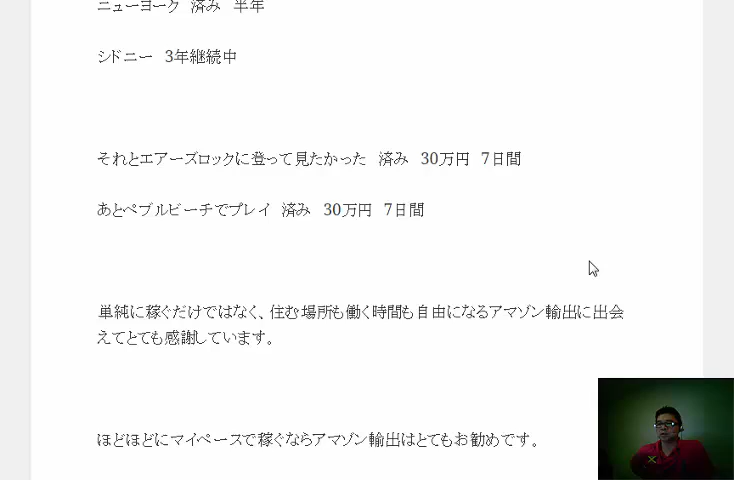 ニューヨーク 済み 半年
シドニー 3年継続中
それとエアーズロックに登って見たかった 済み 30万円 7日間
あとペブルビーチでプレイ 済み 30万円 7日間
単純に稼ぐだけではなく、住む場所も働く時間も自由になるアマゾン輸出に出会
えてとても感謝しています。
ほどほどにマイペースで稼ぐならアマゾン輸出はとてもお勧めです。